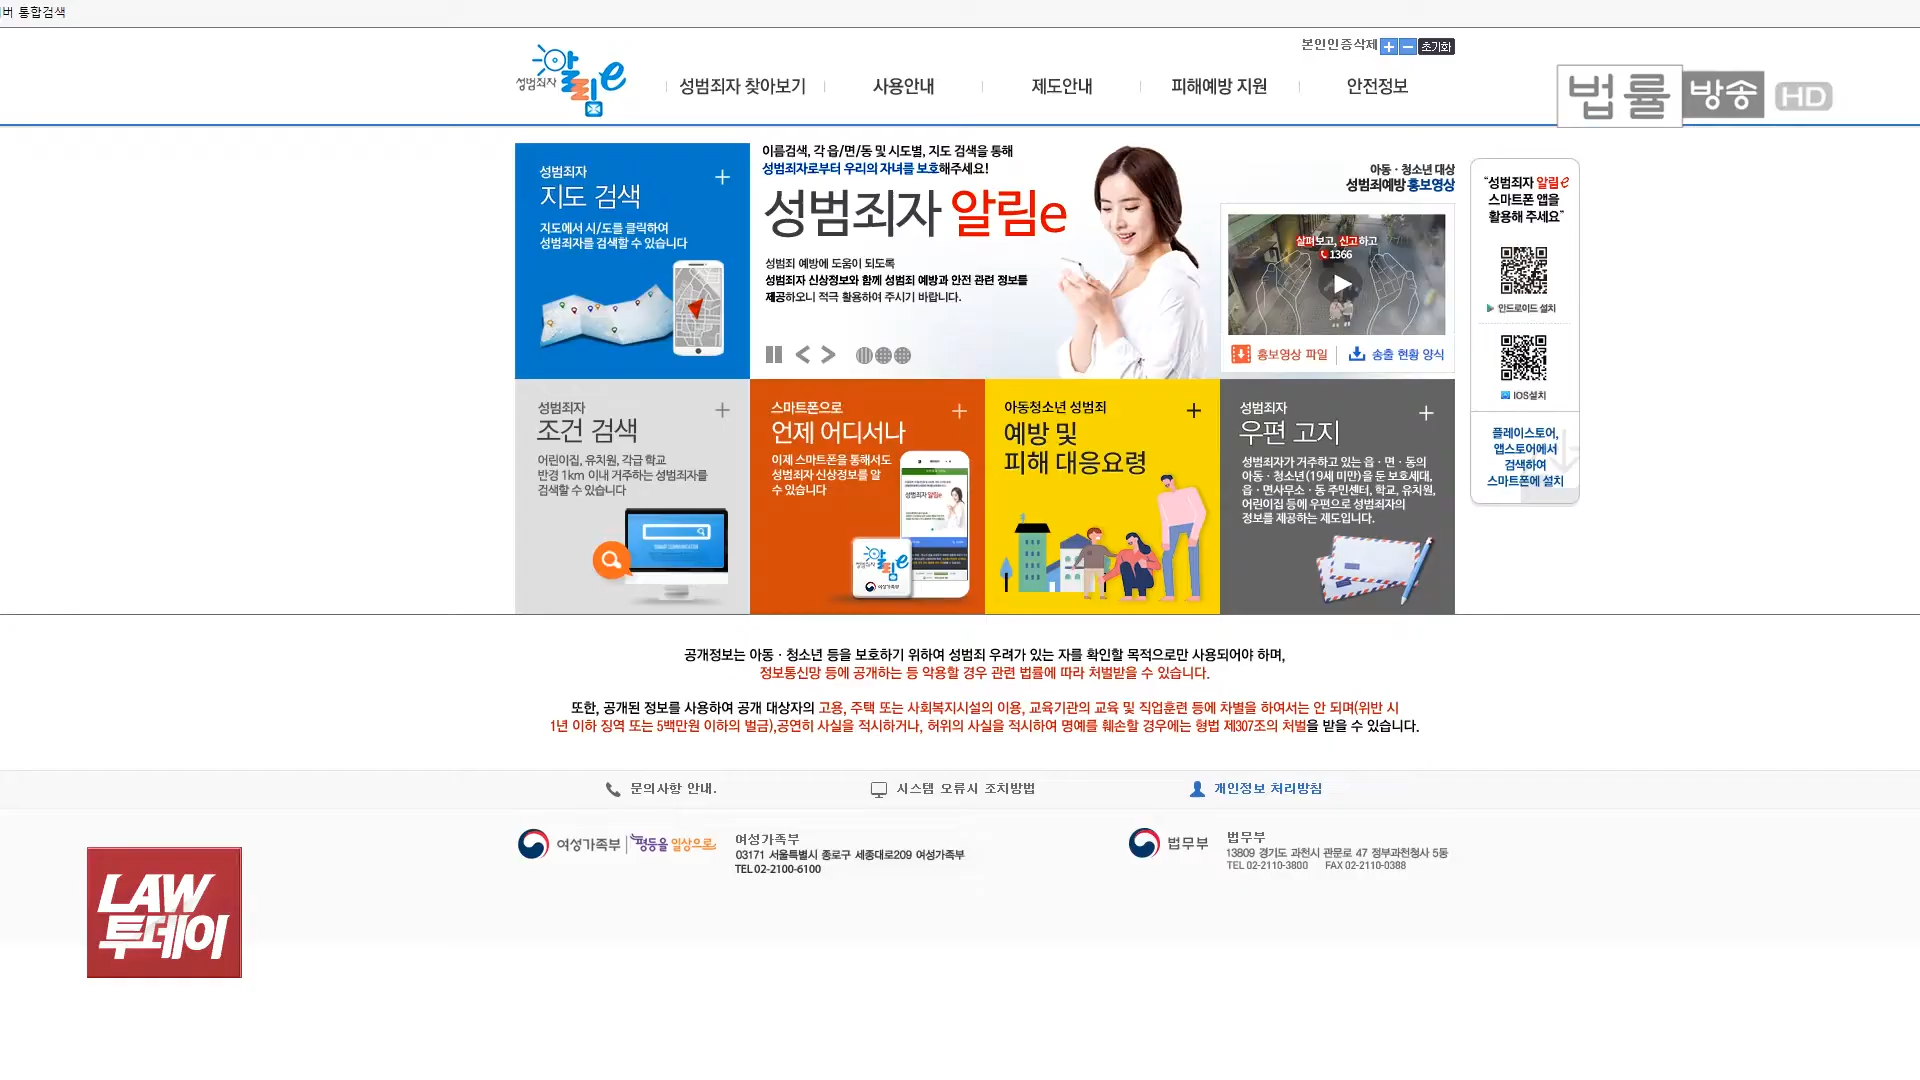 버 통합검색
본인인증삭제 + - 초기화
성범죄자 알림e
성범죄자 찾아보기
사용안내
제도안내
피해예방 지원
안전정보
법률방송 HD
성범죄자
지도 검색
지도에서 시/도를 클릭하여
성범죄자를 검색할 수 있습니다
이름검색, 각 읍/면/동 및 시도별, 지도 검색을 통해
성범죄자로부터 우리의 자녀를 보호해주세요!
성범죄자 알림e
성범죄 예방에 도움이 되도록
성범죄자 신상정보와 함께 성범죄 예방과 안전 관련 정보를
제공하오니 적극 활용하여 주시기 바랍니다.
아동·청소년 대상
성범죄예방 홍보영상
살펴보고, 신고하고
1366
홍보영상 파일
송출 현황 양식
“성범죄자 알림e
스마트폰 앱을
활용해 주세요”
안드로이드 설치
IOS설치
플레이스토어,
앱스토어에서
검색하여
스마트폰에 설치
성범죄자
조건 검색
어린이집, 유치원, 각급 학교
반경 1km 이내 거주하는 성범죄자를
검색할 수 있습니다
스마트폰으로
언제 어디서나
이제 스마트폰을 통해서도
성범죄자 신상정보를 알
수 있습니다
성범죄자 알림e
성범죄자 알림e
여성가족부
아동청소년 성범죄
예방 및
피해 대응요령
성범죄자
우편 고지
성범죄자가 거주하고 있는 읍·면·동의
아동·청소년(19세 미만)을 둔 보호세대,
읍·면사무소·동 주민센터, 학교, 유치원,
어린이집 등에 우편으로 성범죄자의
정보를 제공하는 제도입니다.
공개정보는 아동·청소년 등을 보호하기 위하여 성범죄 우려가 있는 자를 확인할 목적으로만 사용되어야 하며,
정보통신망 등에 공개하는 등 악용할 경우 관련 법률에 따라 처벌받을 수 있습니다.
또한, 공개된 정보를 사용하여 공개 대상자의 고용, 주택 또는 사회복지시설의 이용, 교육기관의 교육 및 직업훈련 등에 차별을 하여서는 안 되며(위반 시
1년 이하 징역 또는 5백만원 이하의 벌금),공연히 사실을 적시하거나, 허위의 사실을 적시하여 명예를 훼손할 경우에는 형법 제307조의 처벌을 받을 수 있습니다.
문의사항 안내.
시스템 오류시 조치방법
개인정보 처리방침
여성가족부 평등을 일상으로
여성가족부
03171 서울특별시 종로구 세종대로209 여성가족부
TEL 02-2100-6100
법무부
법무부
13809 경기도 과천시 관문로 47 정부과천청사 5동
TEL 02-2110-3800 FAX 02-2110-0388
LAW
투데이